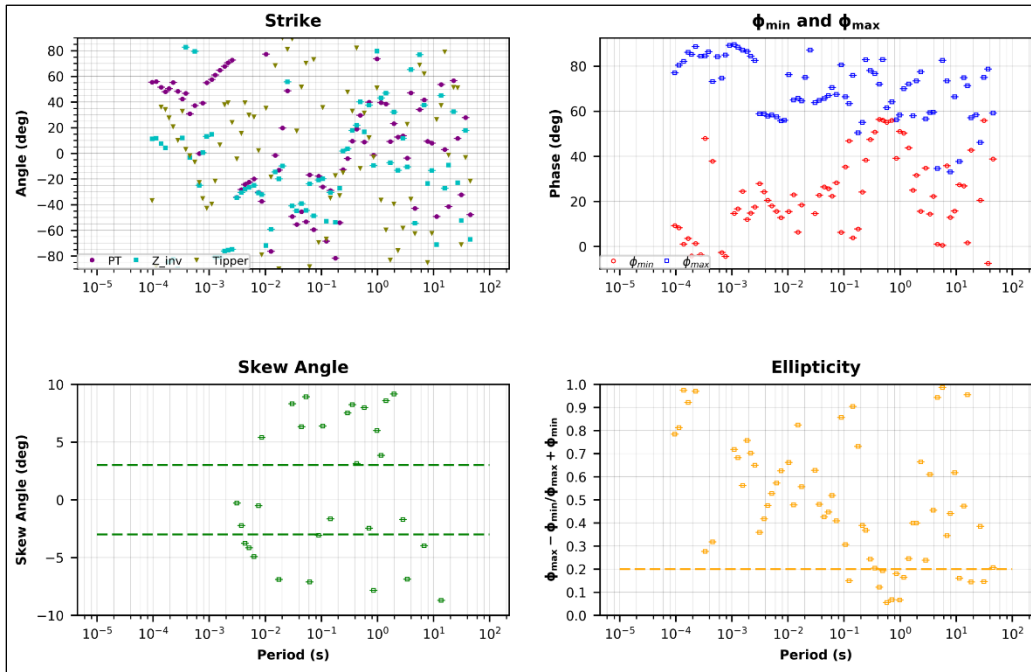 Strike
Angle (deg)
80
60
40
20
0
−20
−40
−60
−80
PT Z_inv Tipper
10⁻⁵ 10⁻⁴ 10⁻³ 10⁻² 10⁻¹ 10⁰ 10¹ 10²
ϕmin and ϕmax
Phase (deg)
80
60
40
20
0
ϕmin ϕmax
10⁻⁵ 10⁻⁴ 10⁻³ 10⁻² 10⁻¹ 10⁰ 10¹ 10²
Skew Angle
Skew Angle (deg)
10
5
0
−5
−10
10⁻⁵ 10⁻⁴ 10⁻³ 10⁻² 10⁻¹ 10⁰ 10¹ 10²
Period (s)
Ellipticity
ϕmax − ϕmin/ϕmax + ϕmin
1.0
0.9
0.8
0.7
0.6
0.5
0.4
0.3
0.2
0.1
0.0
10⁻⁵ 10⁻⁴ 10⁻³ 10⁻² 10⁻¹ 10⁰ 10¹ 10²
Period (s)